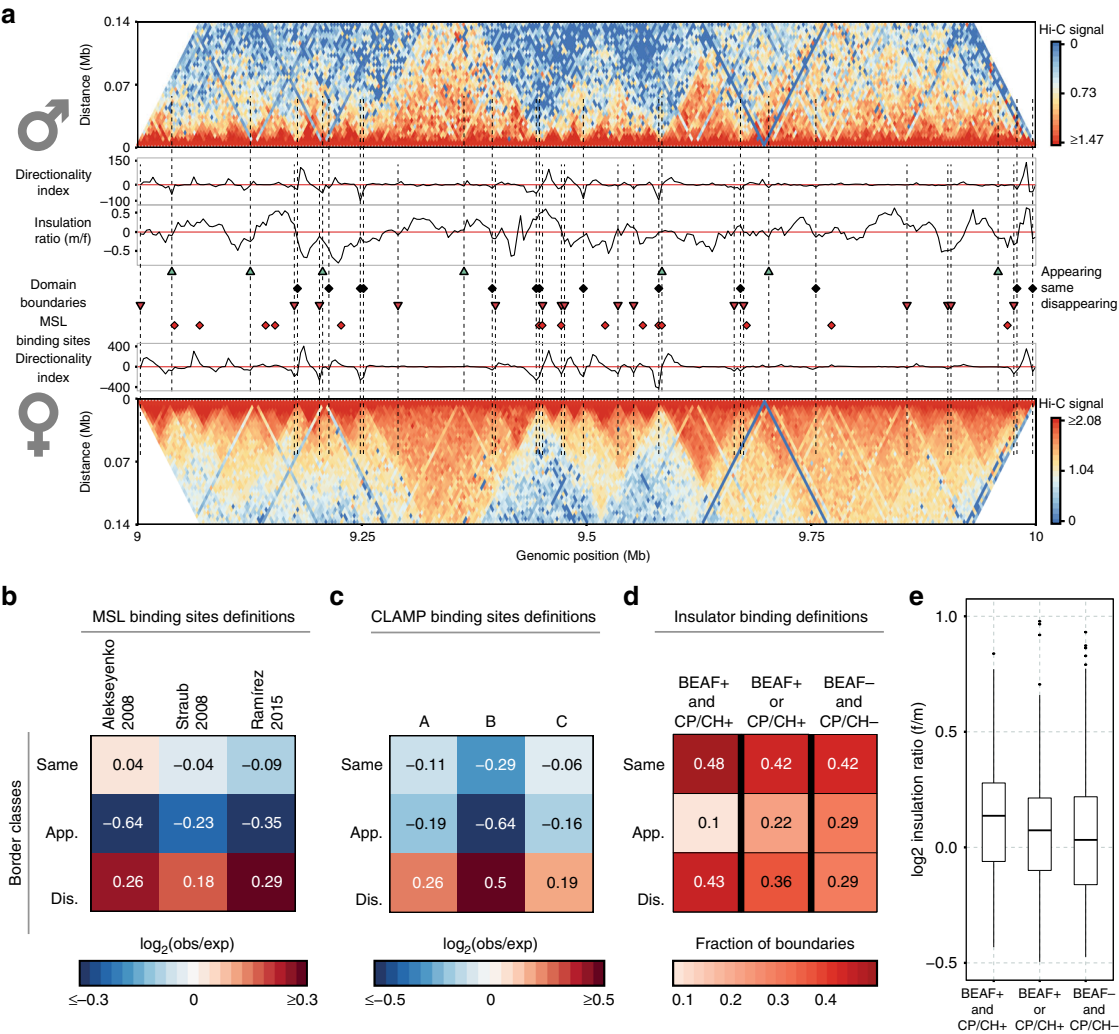 a
0.14
0.07
0
Distance (Mb)
Hi-C signal
0
0.73
≥1.47
♂
Directionality
index
150
0
−100
Insulation
ratio (m/f)
0.5
0
−0.5
Domain
boundaries
Appearing
same
disappearing
MSL
binding sites
Directionality
index
400
0
−400
♀
0
0.07
0.14
Distance (Mb)
Hi-C signal
≥2.08
1.04
0
9
9.25
9.5
9.75
10
Genomic position (Mb)
b
MSL binding sites definitions
Alekseyenko
2008
Straub
2008
Ramírez
2015
Border classes
Same
0.04
−0.04
−0.09
App.
−0.64
−0.23
−0.35
Dis.
0.26
0.18
0.29
log2(obs/exp)
≤−0.3
0
≥0.3
c
CLAMP binding sites definitions
A
B
C
−0.11
−0.29
−0.06
−0.19
−0.64
−0.16
0.26
0.5
0.19
log2(obs/exp)
≤−0.5
0
≥0.5
d
Insulator binding definitions
BEAF+
and
CP/CH+
BEAF+
or
CP/CH+
BEAF−
and
CP/CH−
Same
0.48
0.42
0.42
App.
0.1
0.22
0.29
Dis.
0.43
0.36
0.29
Fraction of boundaries
0.1
0.2
0.3
0.4
e
log2 insulation ratio (f/m)
1.0
0.5
0.0
−0.5
BEAF+
and
CP/CH+
BEAF+
or
CP/CH+
BEAF−
and
CP/CH−